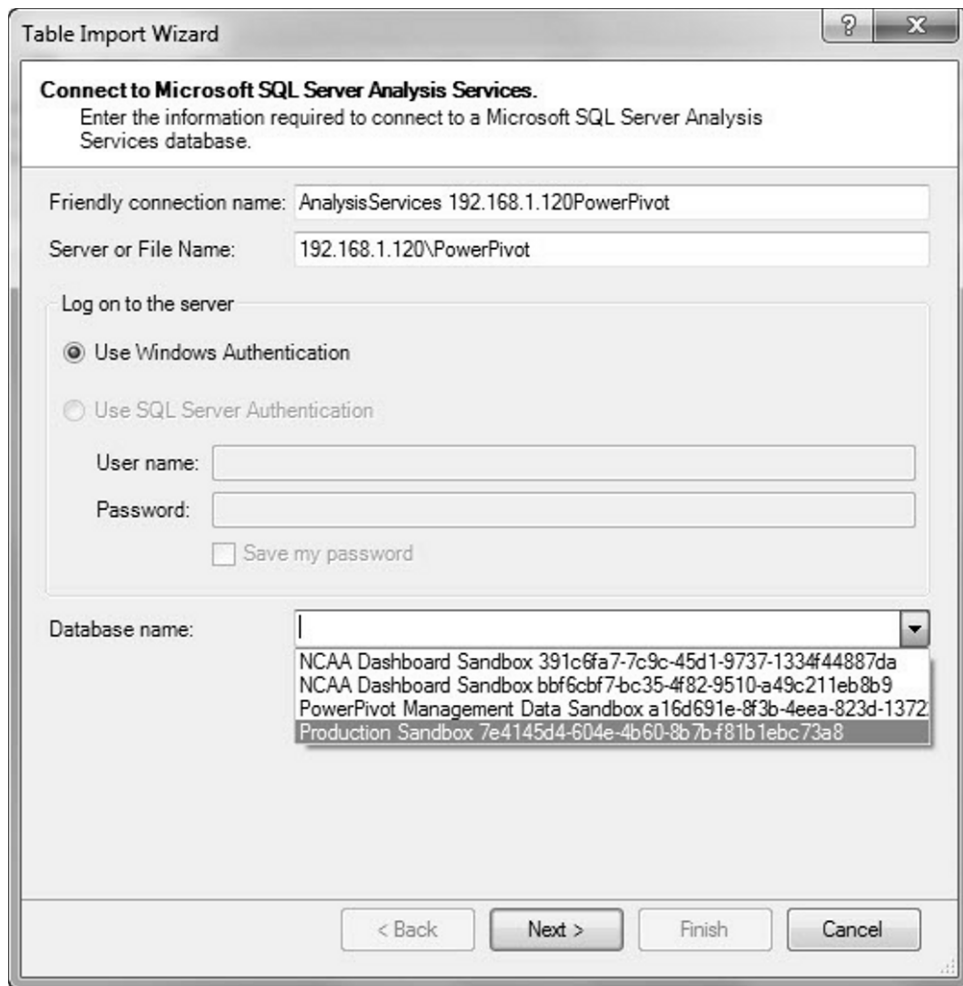 Table Import Wizard
?
X
Connect to Microsoft SQL Server Analysis Services.
Enter the information required to connect to a Microsoft SQL Server Analysis
Services database.
Friendly connection name: AnalysisServices 192.168.1.120PowerPivot
Server or File Name: 192.168.1.120\PowerPivot
Log on to the server
Use Windows Authentication
Use SQL Server Authentication
User name:
Password:
Save my password
Database name:
NCAA Dashboard Sandbox 391c6fa7-7c9c-45d1-9737-1334f44887da
NCAA Dashboard Sandbox bbf6cbf7-bc35-4f82-9510-a49c211eb8b9
PowerPivot Management Data Sandbox a16d691e-8f3b-4eea-823d-1372
Production Sandbox 7e4145d4-604e-4b60-8b7b-f81b1ebc73a8
< Back Next > Finish Cancel